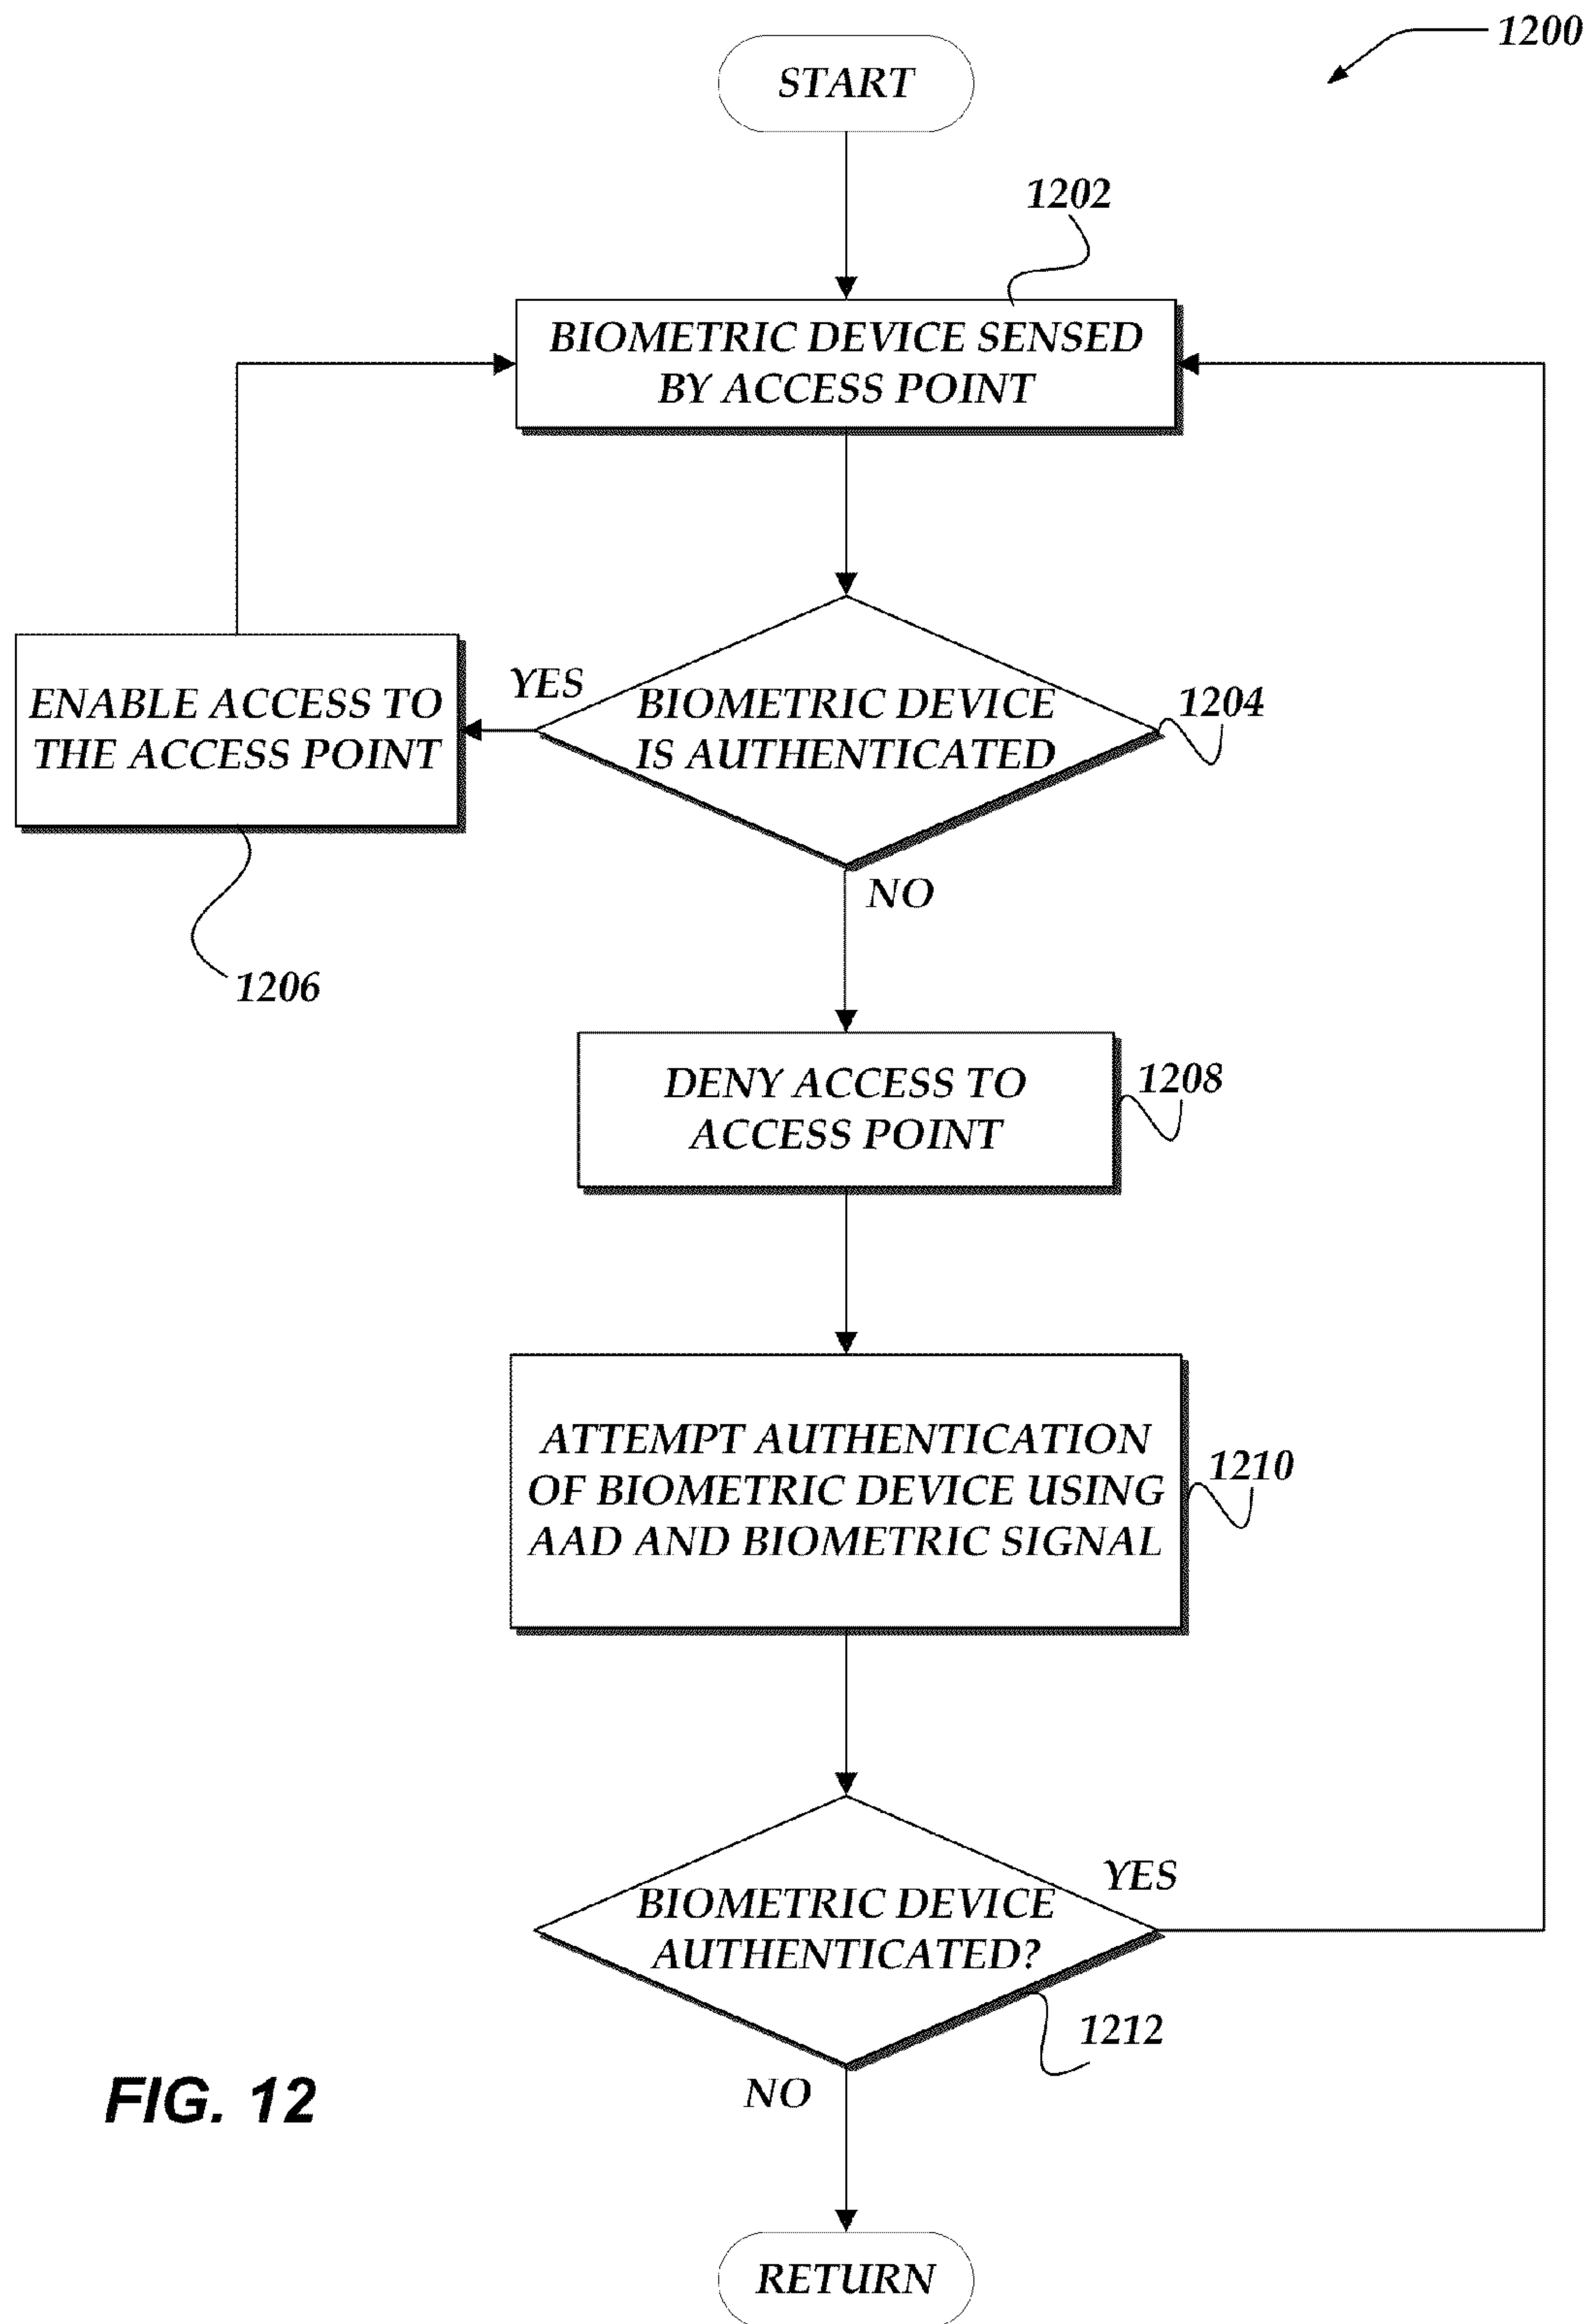 1200
START
1202
BIOMETRIC DEVICE SENSED
BY ACCESS POINT
YES
ENABLE ACCESS TO
THE ACCESS POINT
BIOMETRIC DEVICE
IS AUTHENTICATED
1204
NO
1206
DENY ACCESS TO
ACCESS POINT
1208
ATTEMPT AUTHENTICATION
OF BIOMETRIC DEVICE USING
AAD AND BIOMETRIC SIGNAL
1210
YES
BIOMETRIC DEVICE
AUTHENTICATED?
1212
NO
FIG. 12
RETURN